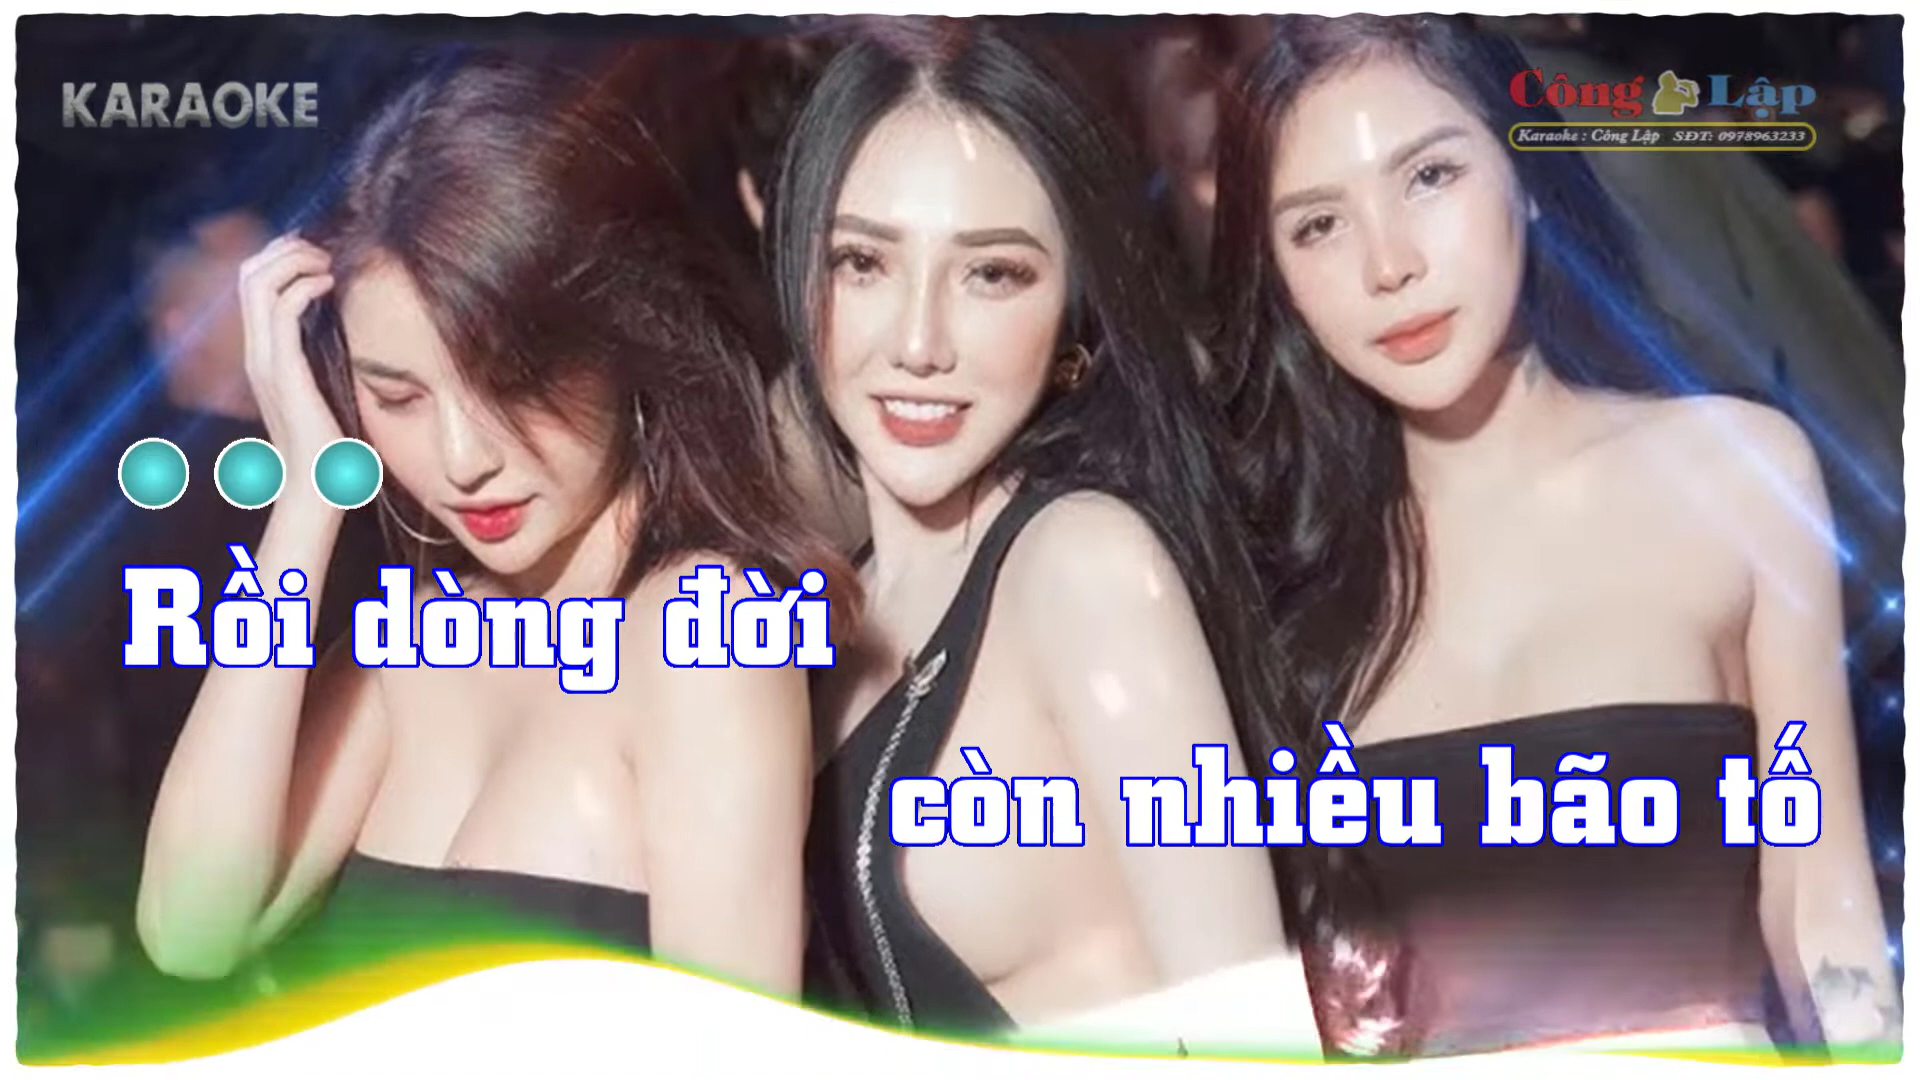 KARAOKE
Công Lập
Karaoke : Công Lập SĐT: 0978963233
Rồi dòng đời
còn nhiều bão tố